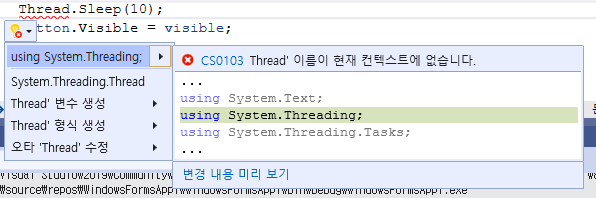 Thread.Sleep(10);
tton.Visible = visible;
using System.Threading;
System.Threading.Thread
Thread' 변수 생성
Thread' 형식 생성
오타 'Thread' 수정
CS0103 Thread' 이름이 현재 컨텍스트에 없습니다.
...
using System.Text;
using System.Threading;
using System.Threading.Tasks;
...
변경 내용 미리 보기
₩source₩repos₩WindowsFormsApp1₩WindowsFormsApp1₩bin₩Debug₩WindowsFormsApp1.exe